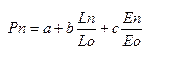 Pn = a + b Ln/Lo + c En/Eo